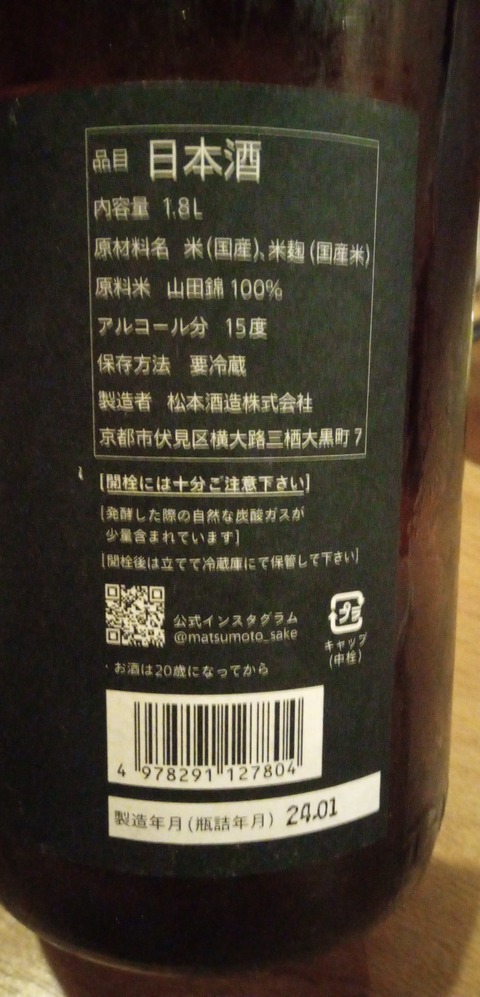 品目 日本酒
内容量 1.8L
原材料名 米(国産)、米麹(国産米)
原料米 山田錦100%
アルコール分 15度
保存方法 要冷蔵
製造者 松本酒造株式会社
京都市伏見区横大路三栖大黒町7
[開栓には十分ご注意下さい]
[発酵した際の自然な炭酸ガスが
少量含まれています]
[開栓後は立てて冷蔵庫にて保管して下さい]
公式インスタグラム
@matsumoto_sake
プラ
キャップ
(中栓)
・お酒は20歳になってから
4 978291 127804
製造年月(瓶詰年月) 24.01